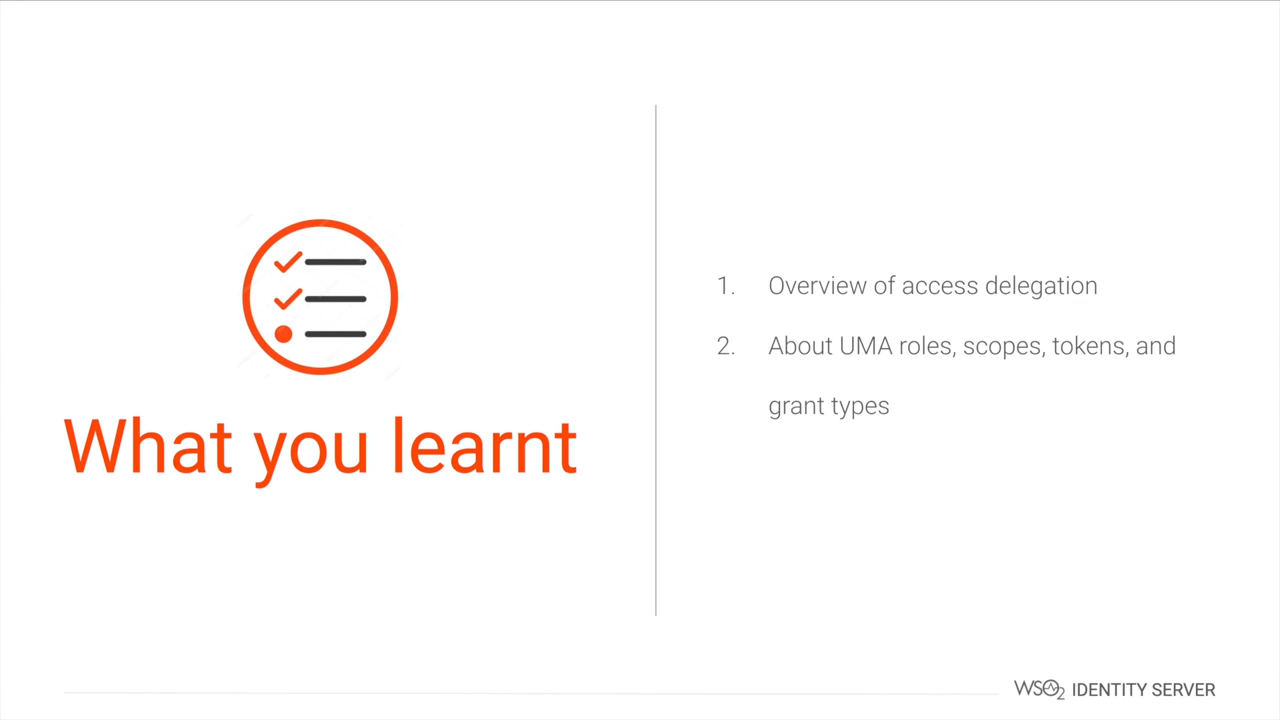 What you learnt
1. Overview of access delegation
2. About UMA roles, scopes, tokens, and
grant types
WSO2 IDENTITY SERVER